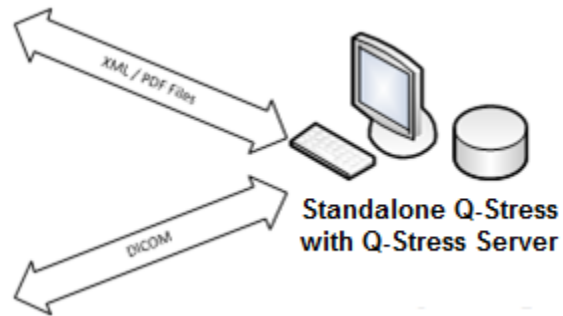 XML / PDF Files
Standalone Q-Stress
with Q-Stress Server
DICOM